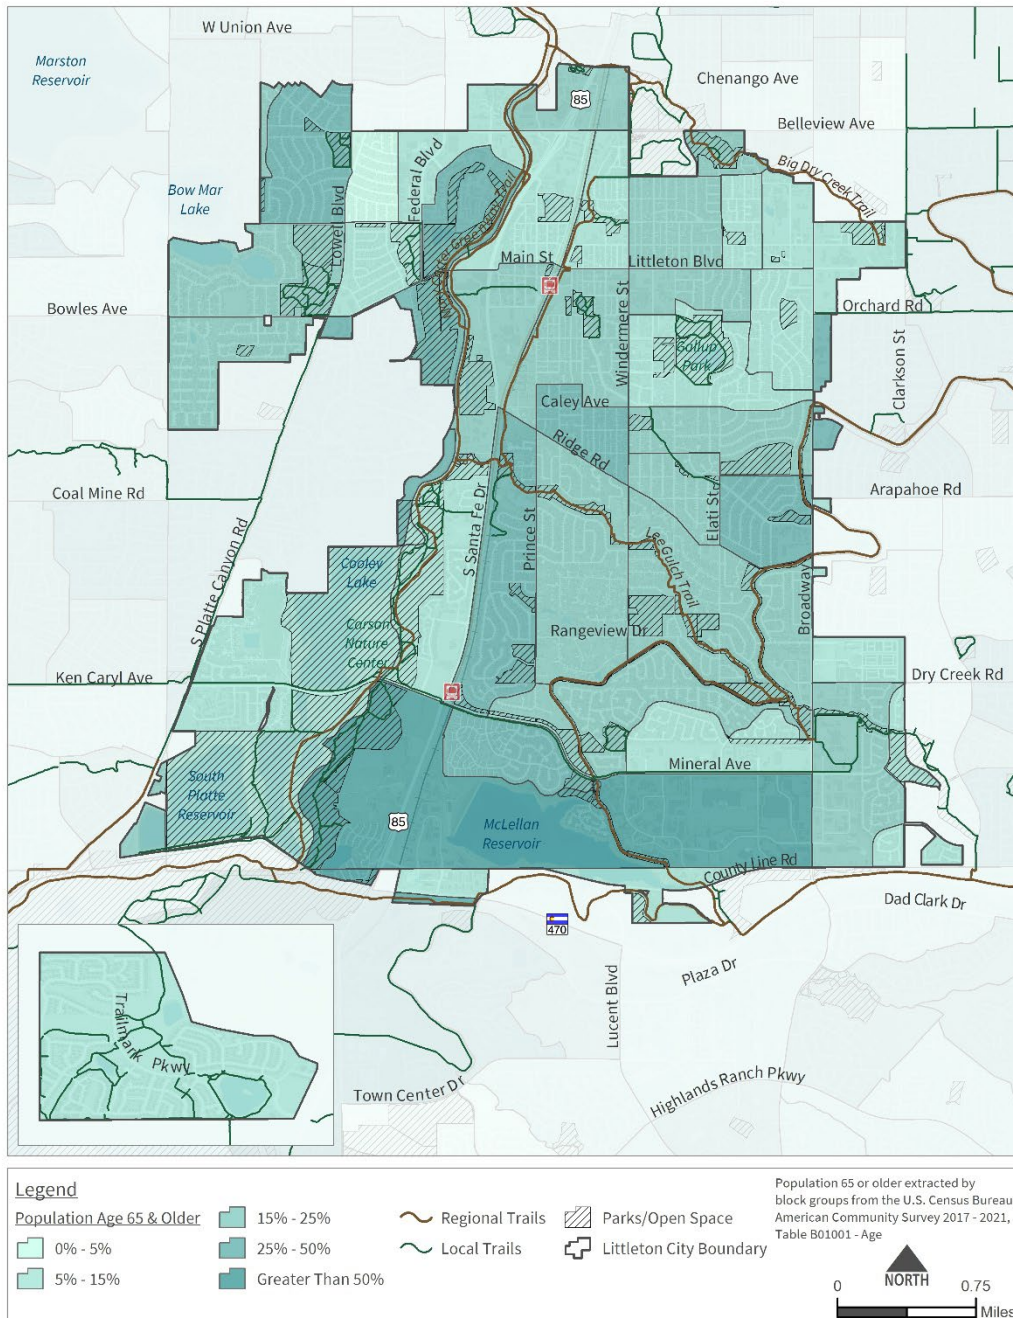 W Union Ave
Marston
Reservoir
Chenango Ave
85
Belleview Ave
Big Dry Creek Trail
Federal Blvd
Bow Mar
Lake
Lowell Blvd
Main St
Littleton Blvd
Bowles Ave
Orchard Rd
Windermere St
Gallup
Park
Clarkson St
Caley Ave
Ridge Rd
Coal Mine Rd
Arapahoe Rd
S Santa Fe Dr
Prince St
Elati St
S Platte Canyon Rd
Cooley
Lake
Lee Gulch Trail
Broadway
Carson
Nature
Center
Rangeview Dr
Ken Caryl Ave
Dry Creek Rd
Mineral Ave
South
Platte
Reservoir
85
McLellan
Reservoir
County Line Rd
Dad Clark Dr
470
Plaza Dr
Lucent Blvd
Trailmark Pkwy
Town Center Dr
Highlands Ranch Pkwy
Legend
Population Age 65 & Older
0% - 5%
5% - 15%
15% - 25%
25% - 50%
Greater Than 50%
Regional Trails
Local Trails
Parks/Open Space
Littleton City Boundary
Population 65 or older extracted by
block groups from the U.S. Census Bureau,
American Community Survey 2017 - 2021,
Table B01001 - Age
NORTH
0 0.75
Miles